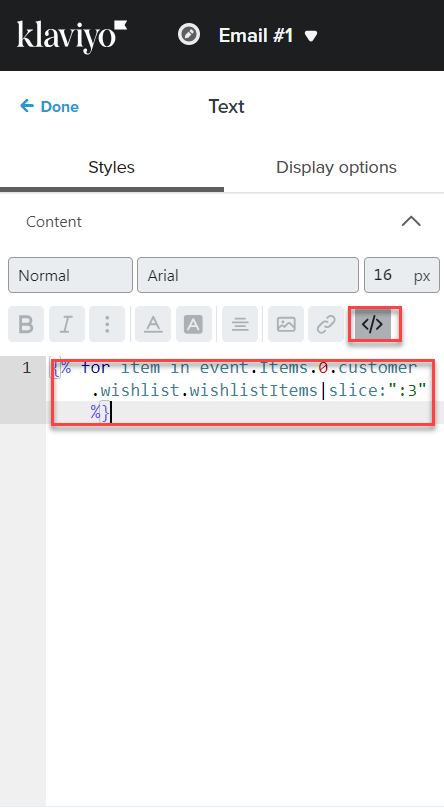 klaviyo
Email #1
Done
Text
Styles
Display options
Content
Normal
Arial
16 px
B I A A </>
1 {% for item in event.Items.0.customer
.wishlist.wishlistItems|slice:":3"
%}